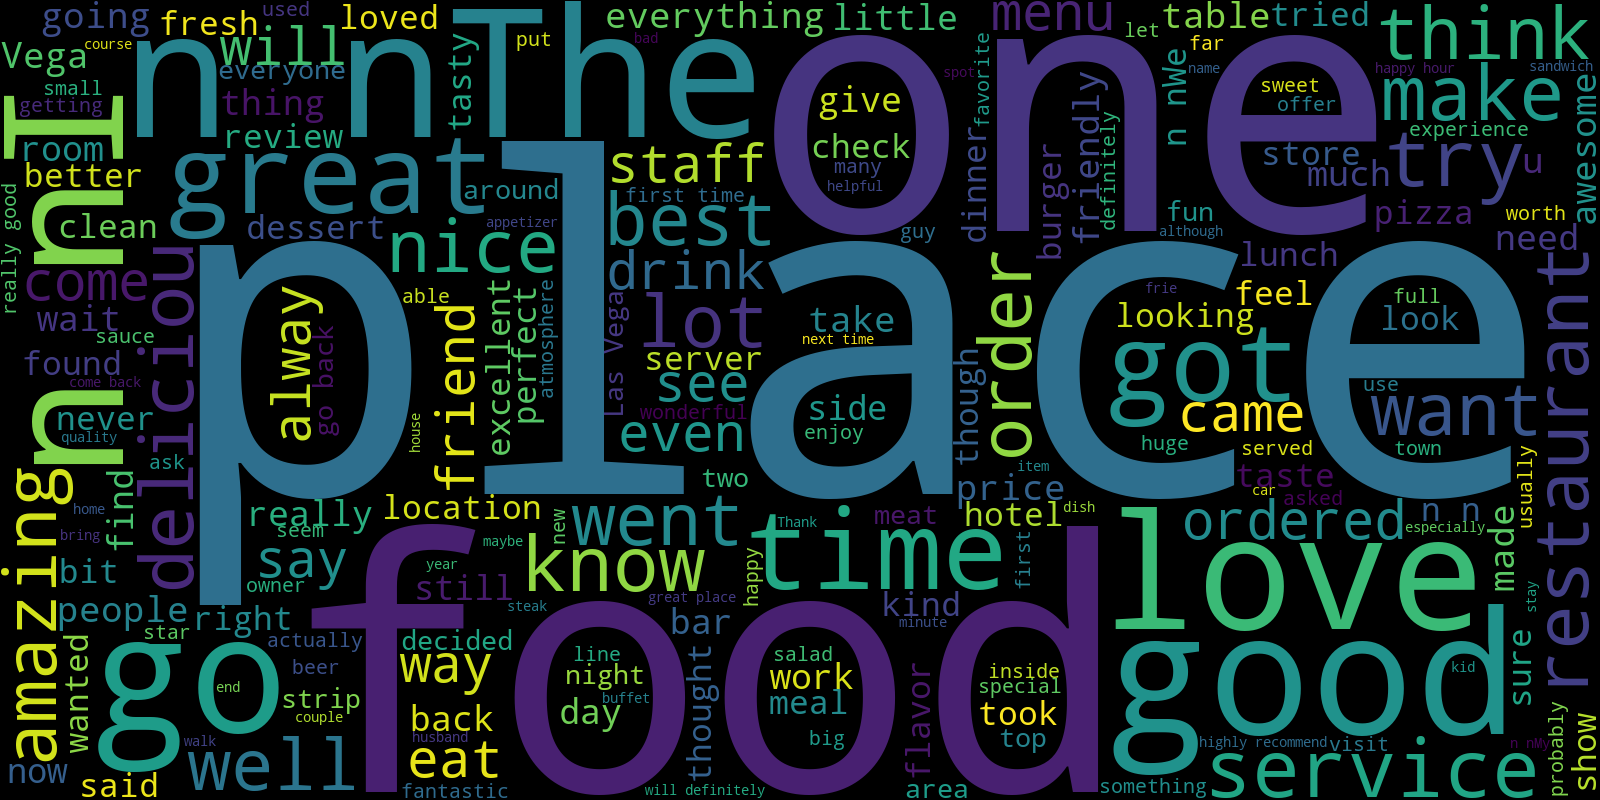 going
used
fresh
loved
n nThe
one
everything
little
menu
let
table
tried
think
Vega
course
will
tasty
put
bad
favorite
far
n nWe
name
happy hour
sandwich
small
everyone
spot
give
sweet
offer
make
awesome
getting
thing
review
check
friendly
definitely
experience
n nI
room
great
staff
many
helpful
dinner
burger
store
much
try
u
better
around
first time
best
fun
pizza
worth
really good
clean
dessert
appetizer
nice
guy
although
need
come
deliciou
place
drink
order
lunch
restaurant
wait
alway
go back
able
friend
excellent
perfect
atmosphere
Las Vega
lot
take
next time
frie
feel
looking
full
look
sauce
found
come back
server
see
though
got
use
want
never
quality
house
wonderful
side
enjoy
even
came
huge
served
town
amazing
ask
find
two
item
taste
car
asked
usually
home
bring
really
seem
location
new
went
time
price
meat
hotel
dish
n n
ordered
especially
made
Thank
first
bit
say
owner
maybe
know
year
still
happy
love
people
right
steak
great place
food
kind
minute
stay
wanted
star
actually
decided
bar
good
sure
go
beer
way
line
night
buffet
thought
salad
work
meal
inside
special
kid
end
strip
couple
back
day
big
flavor
took
top
walk
well
husband
highly recommend
visit
n nMy
probably
show
now
said
eat
fantastic
will definitely
area
something
service